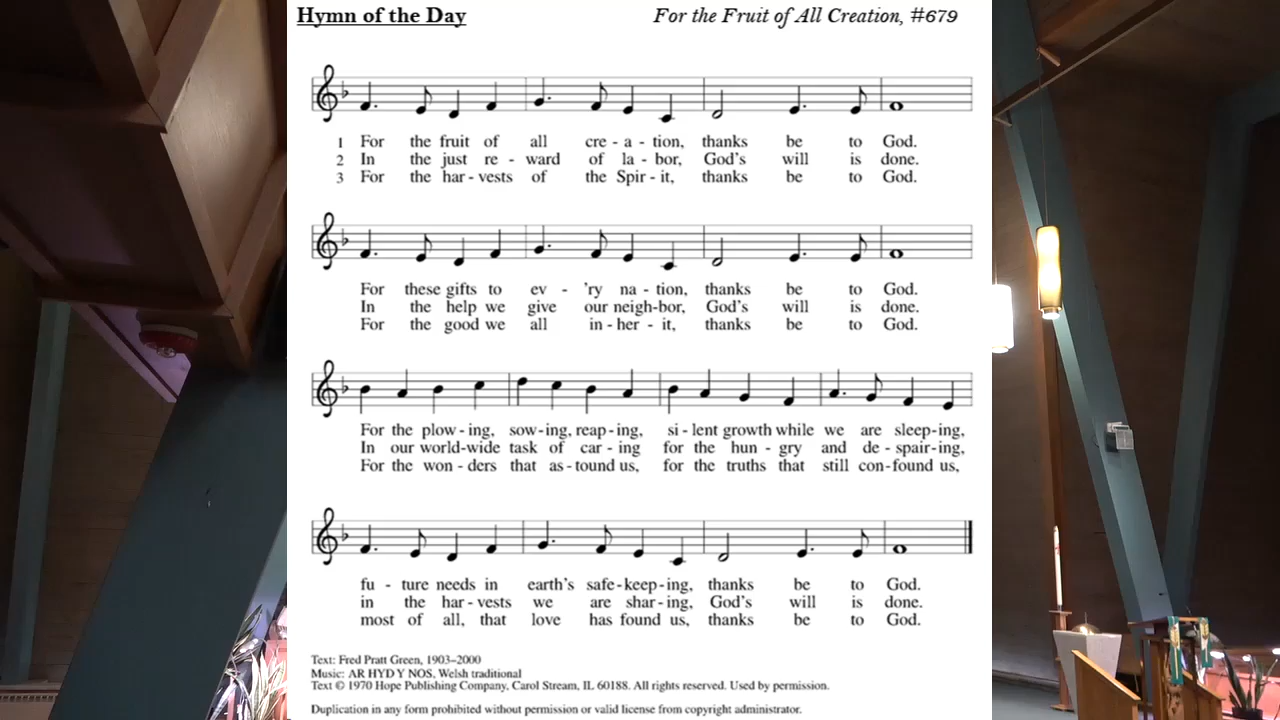 Hymn of the Day For the Fruit of All Creation, #679
1 For the fruit of all cre - a - tion, thanks be to God.
2 In the just re - ward of la - bor, God's will is done.
3 For the har - vests of the Spir - it, thanks be to God.
For these gifts to ev - 'ry na - tion, thanks be to God.
In the help we give our neigh-bor, God's will is done.
For the good we all in - her - it, thanks be to God.
For the plow - ing, sow-ing, reap-ing, si - lent growth while we are sleep-ing,
In our world-wide task of car - ing for the hun - gry and de - spair-ing,
For the won - ders that as-tound us, for the truths that still con-found us,
fu - ture needs in earth's safe-keep-ing, thanks be to God.
in the har - vests we are shar-ing, God's will is done.
most of all, that love has found us, thanks be to God.
Text: Fred Pratt Green, 1903–2000
Music: AR HYD Y NOS, Welsh traditional
Text © 1970 Hope Publishing Company, Carol Stream, IL 60188. All rights reserved. Used by permission.
Duplication in any form prohibited without permission or valid license from copyright administrator.